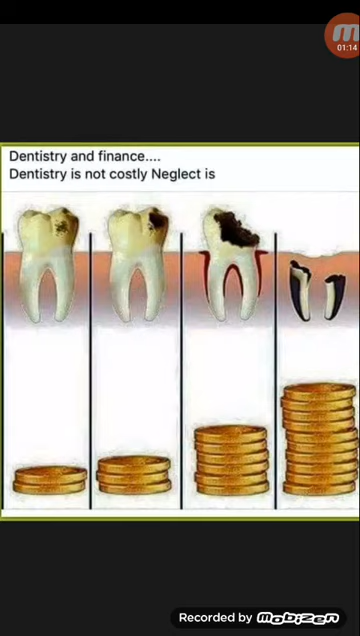 01:14
Dentistry and finance....
Dentistry is not costly Neglect is
Recorded by Mobizen